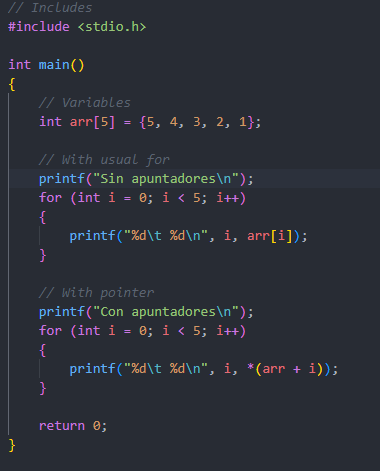 // Includes
#include <stdio.h>
int main()
{
// Variables
int arr[5] = {5, 4, 3, 2, 1};
// With usual for
printf("Sin apuntadores\n");
for (int i = 0; i < 5; i++)
{
printf("%d\t %d\n", i, arr[i]);
}
// With pointer
printf("Con apuntadores\n");
for (int i = 0; i < 5; i++)
{
printf("%d\t %d\n", i, *(arr + i));
}
return 0;
}